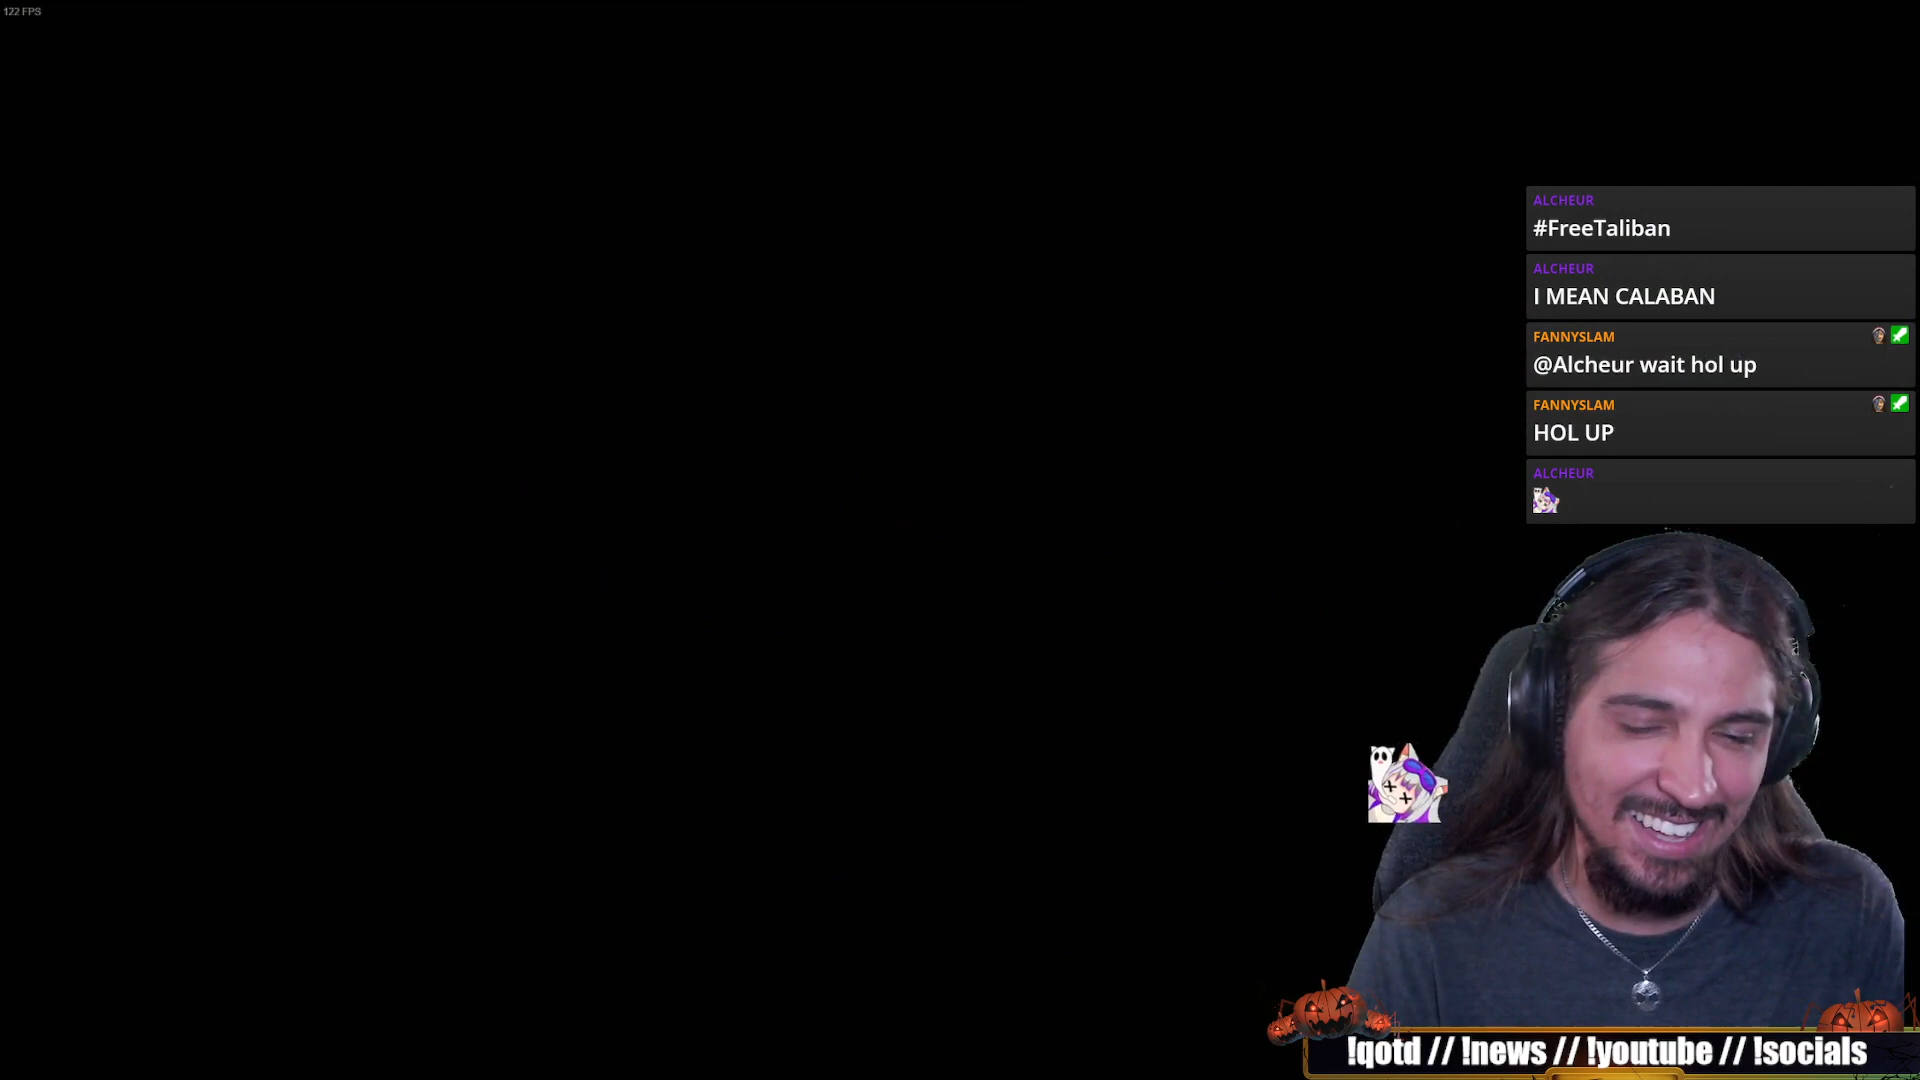 122 FPS
ALCHEUR
#FreeTaliban
ALCHEUR
I MEAN CALABAN
FANNYSLAM
@Alcheur wait hol up
FANNYSLAM
HOL UP
ALCHEUR
!qotd // !news // !youtube // !socials